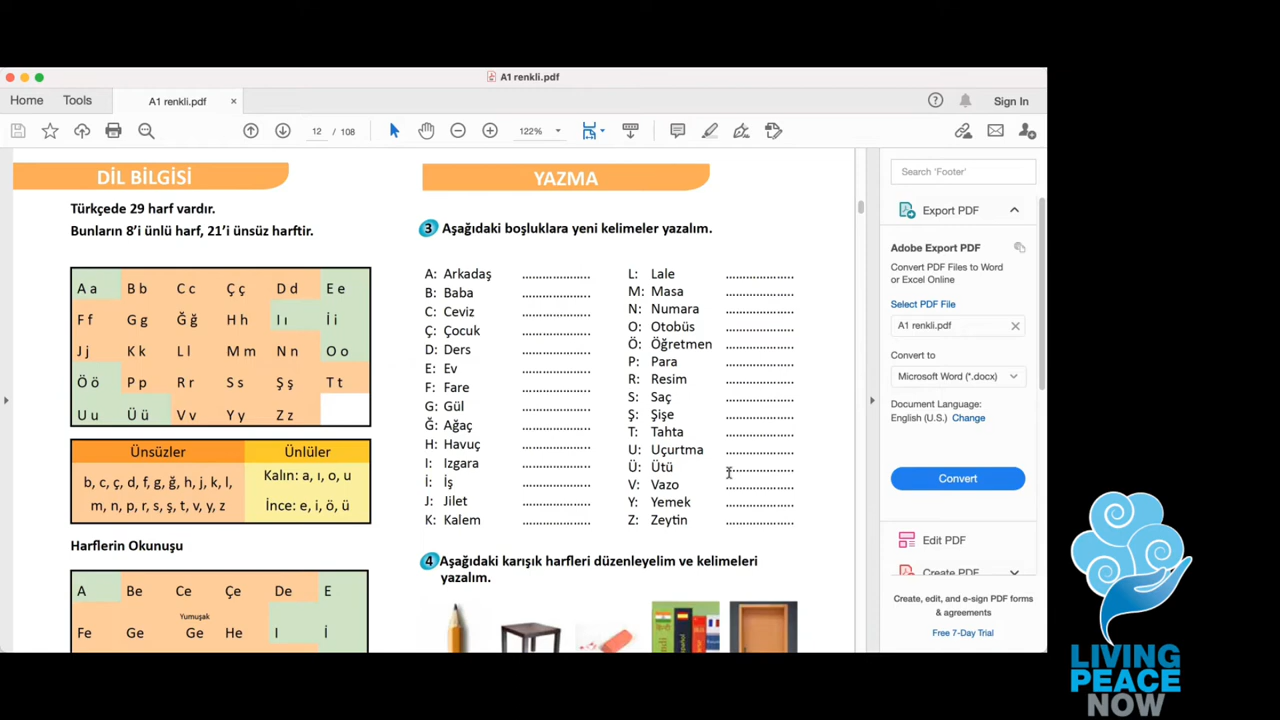 A1 renkli.pdf
Home
Tools
A1 renkli.pdf
×
Sign In
12 / 108
122%
DİL BİLGİSİ
Türkçede 29 harf vardır.
Bunların 8’i ünlü harf, 21’i ünsüz harftir.
A a B b C c Ç ç D d E e
F f G g Ğ ğ H h I ı İ i
J j K k L l M m N n O o
Ö ö P p R r S s Ş ş T t
U u Ü ü V v Y y Z z
Ünsüzler
Ünlüler
b, c, ç, d, f, g, ğ, h, j, k, l,
m, n, p, r, s, ş, t, v, y, z
Kalın: a, ı, o, u
İnce: e, i, ö, ü
Harflerin Okunuşu
A Be Ce Çe De E
Yumuşak
Fe Ge Ge He I İ
YAZMA
3 Aşağıdaki boşluklara yeni kelimeler yazalım.
A: Arkadaş ....................
B: Baba ....................
C: Ceviz ....................
Ç: Çocuk ....................
D: Ders ....................
E: Ev ....................
F: Fare ....................
G: Gül ....................
Ğ: Ağaç ....................
H: Havuç ....................
I: Izgara ....................
İ: İş ....................
J: Jilet ....................
K: Kalem ....................
L: Lale ....................
M: Masa ....................
N: Numara ....................
O: Otobüs ....................
Ö: Öğretmen ....................
P: Para ....................
R: Resim ....................
S: Saç ....................
Ş: Şişe ....................
T: Tahta ....................
U: Uçurtma ....................
Ü: Ütü ....................
V: Vazo ....................
Y: Yemek ....................
Z: Zeytin ....................
4 Aşağıdaki karışık harfleri düzenleyelim ve kelimeleri
yazalım.
Search 'Footer'
Export PDF
Adobe Export PDF
Convert PDF Files to Word
or Excel Online
Select PDF File
A1 renkli.pdf
Convert to
Microsoft Word (*.docx)
Document Language:
English (U.S.) Change
Convert
Edit PDF
Create PDF
Create, edit, and e-sign PDF forms
& agreements
Free 7-Day Trial
LIVING
PEACE
NOW